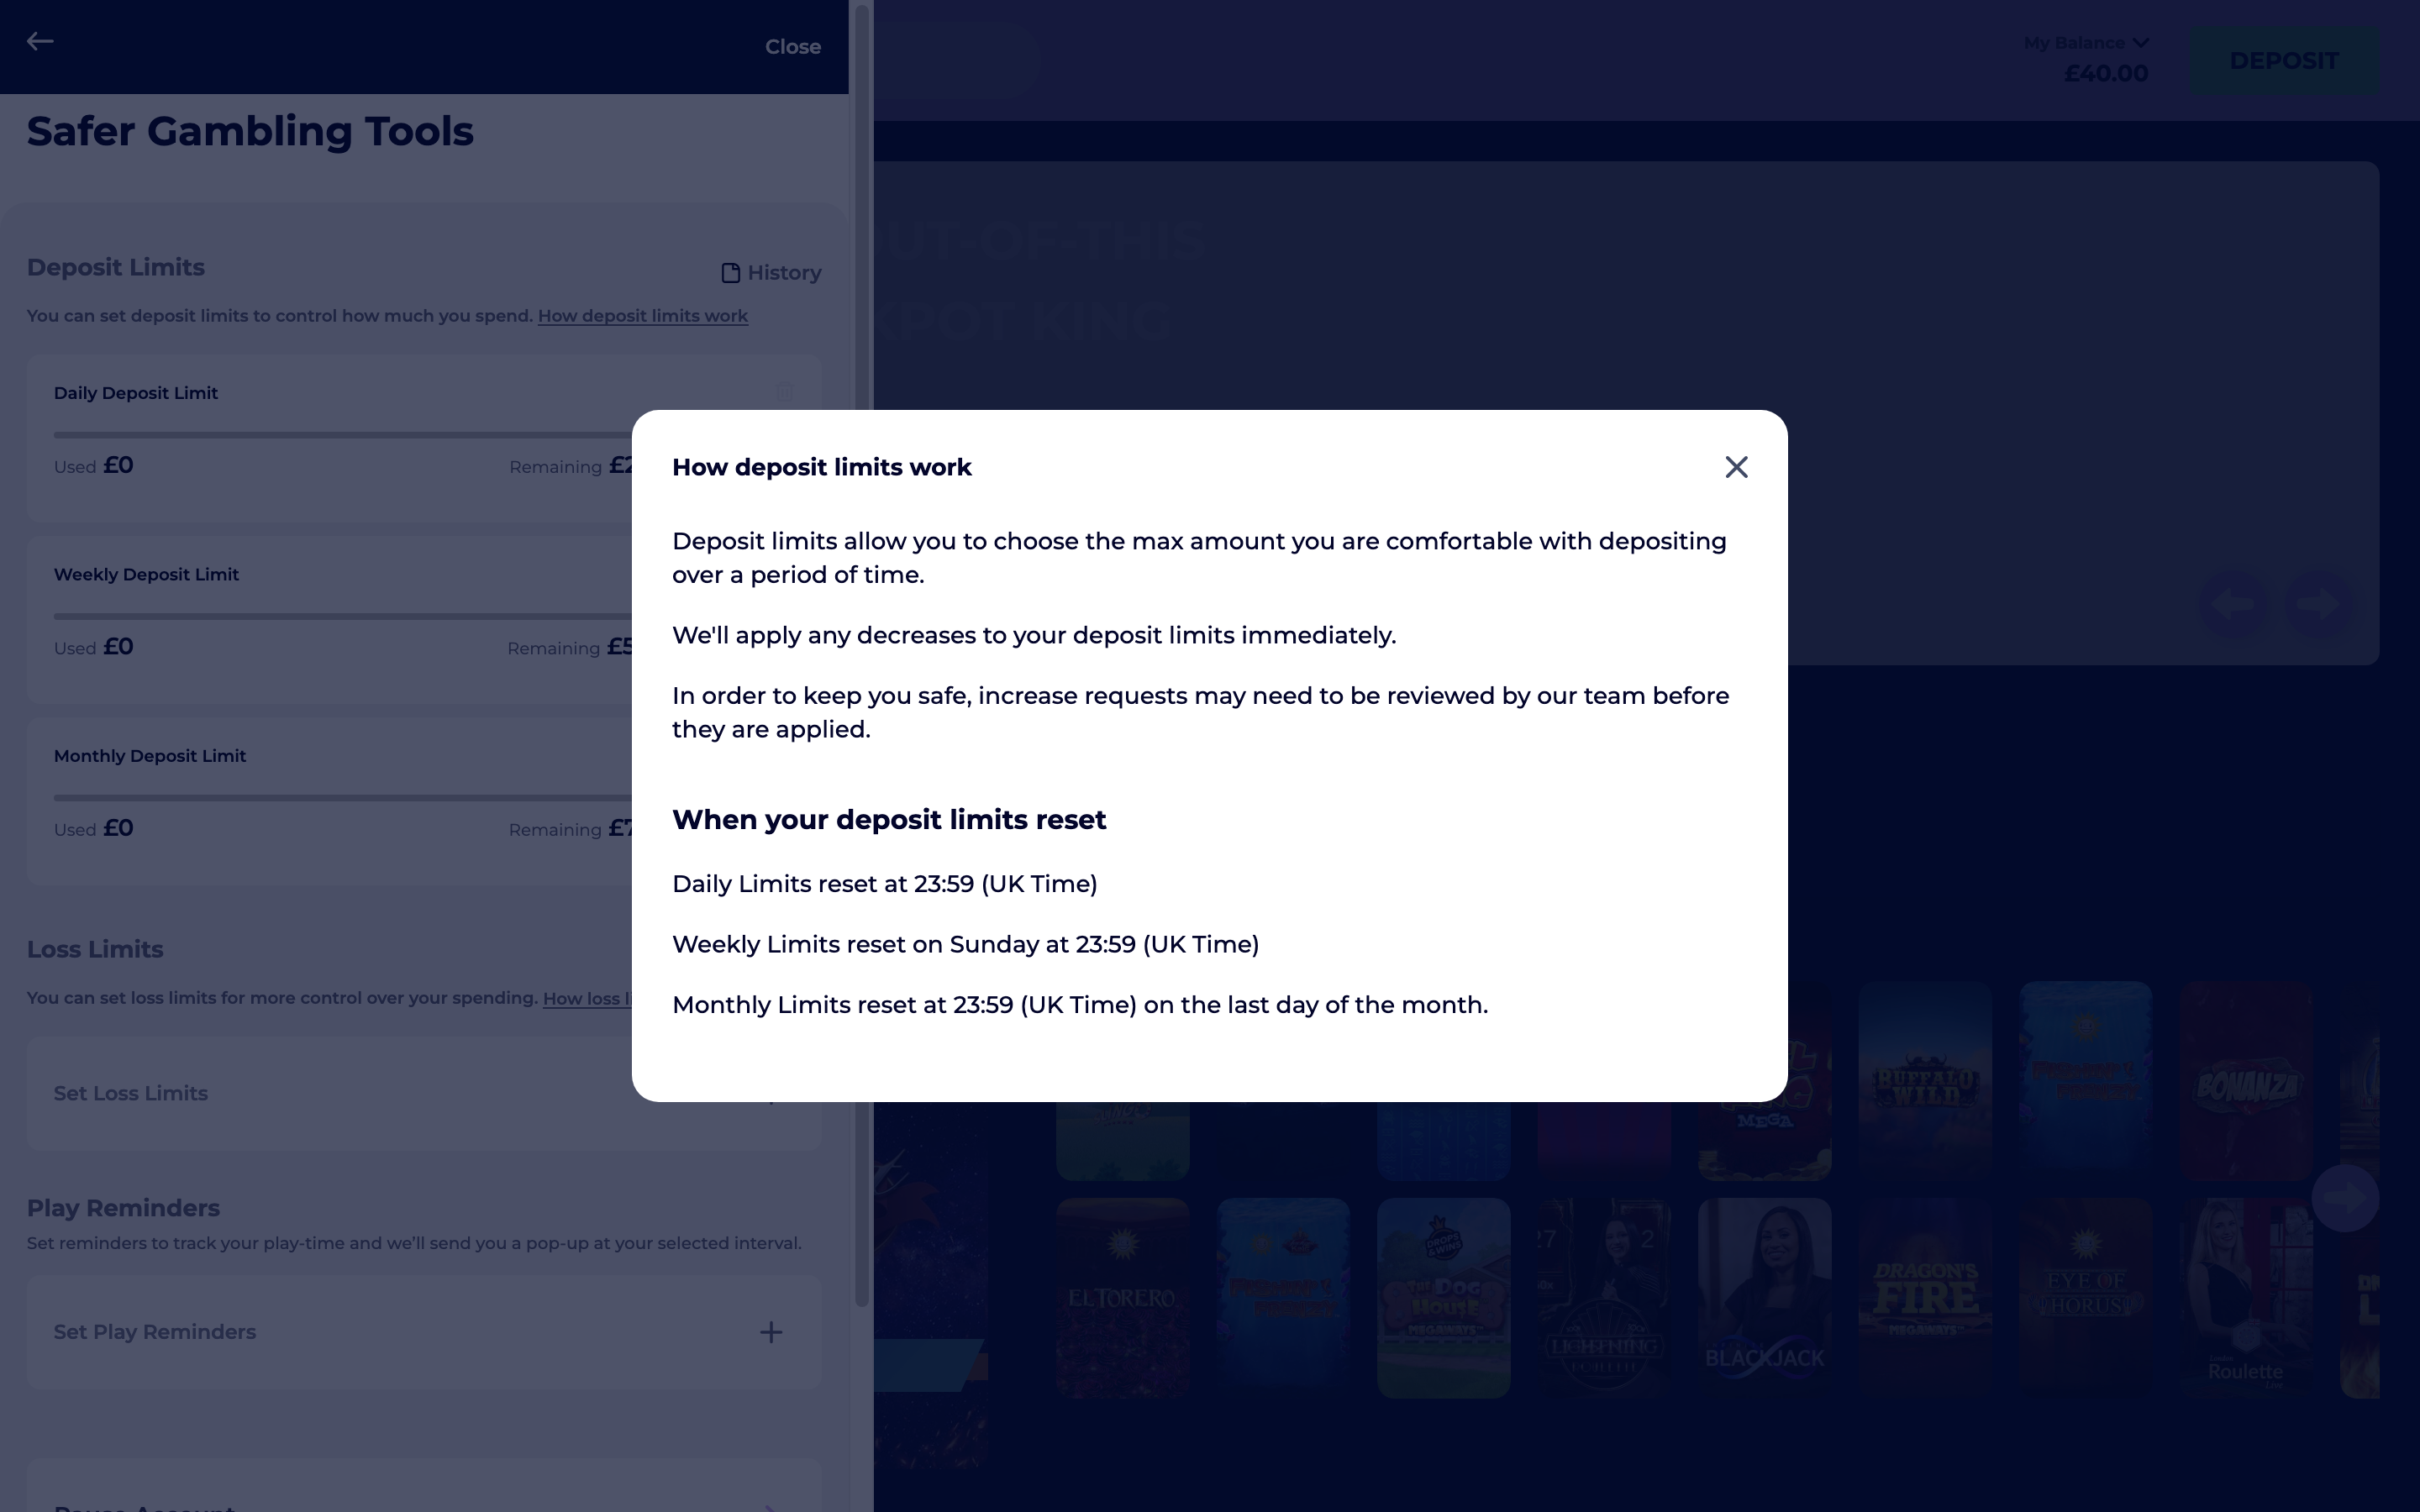 Close
Safer Gambling Tools
Deposit Limits
History
You can set deposit limits to control how much you spend. How deposit limits work
Daily Deposit Limit
Used £0
Remaining
Weekly Deposit Limit
Used £0
Remaining
Monthly Deposit Limit
Used £0
Remaining
Loss Limits
You can set loss limits for more control over your spending. How loss
Set Loss Limits
Play Reminders
Set reminders to track your play-time and we'll send you a pop-up at your selected interval.
Set Play Reminders
My Balance
£40.00
DEPOSIT
OUT-OF-THIS
KPOT KING
How deposit limits work
Deposit limits allow you to choose the max amount you are comfortable with depositing
over a period of time.
We'll apply any decreases to your deposit limits immediately.
In order to keep you safe, increase requests may need to be reviewed by our team before
they are applied.
When your deposit limits reset
Daily Limits reset at 23:59 (UK Time)
Weekly Limits reset on Sunday at 23:59 (UK Time)
Monthly Limits reset at 23:59 (UK Time) on the last day of the month.
MEGA
BUFFALO
WILD
BONANZA
EL TORERO
DROPS
& WINS
THE DOG
HOUSE
MEGAWAYS
27
2
LIGHTNING
ROULETTE
BLACKJACK
DRAGON'S
FIRE
MEGAWAYS
EYE OF
HORUS
Roulette